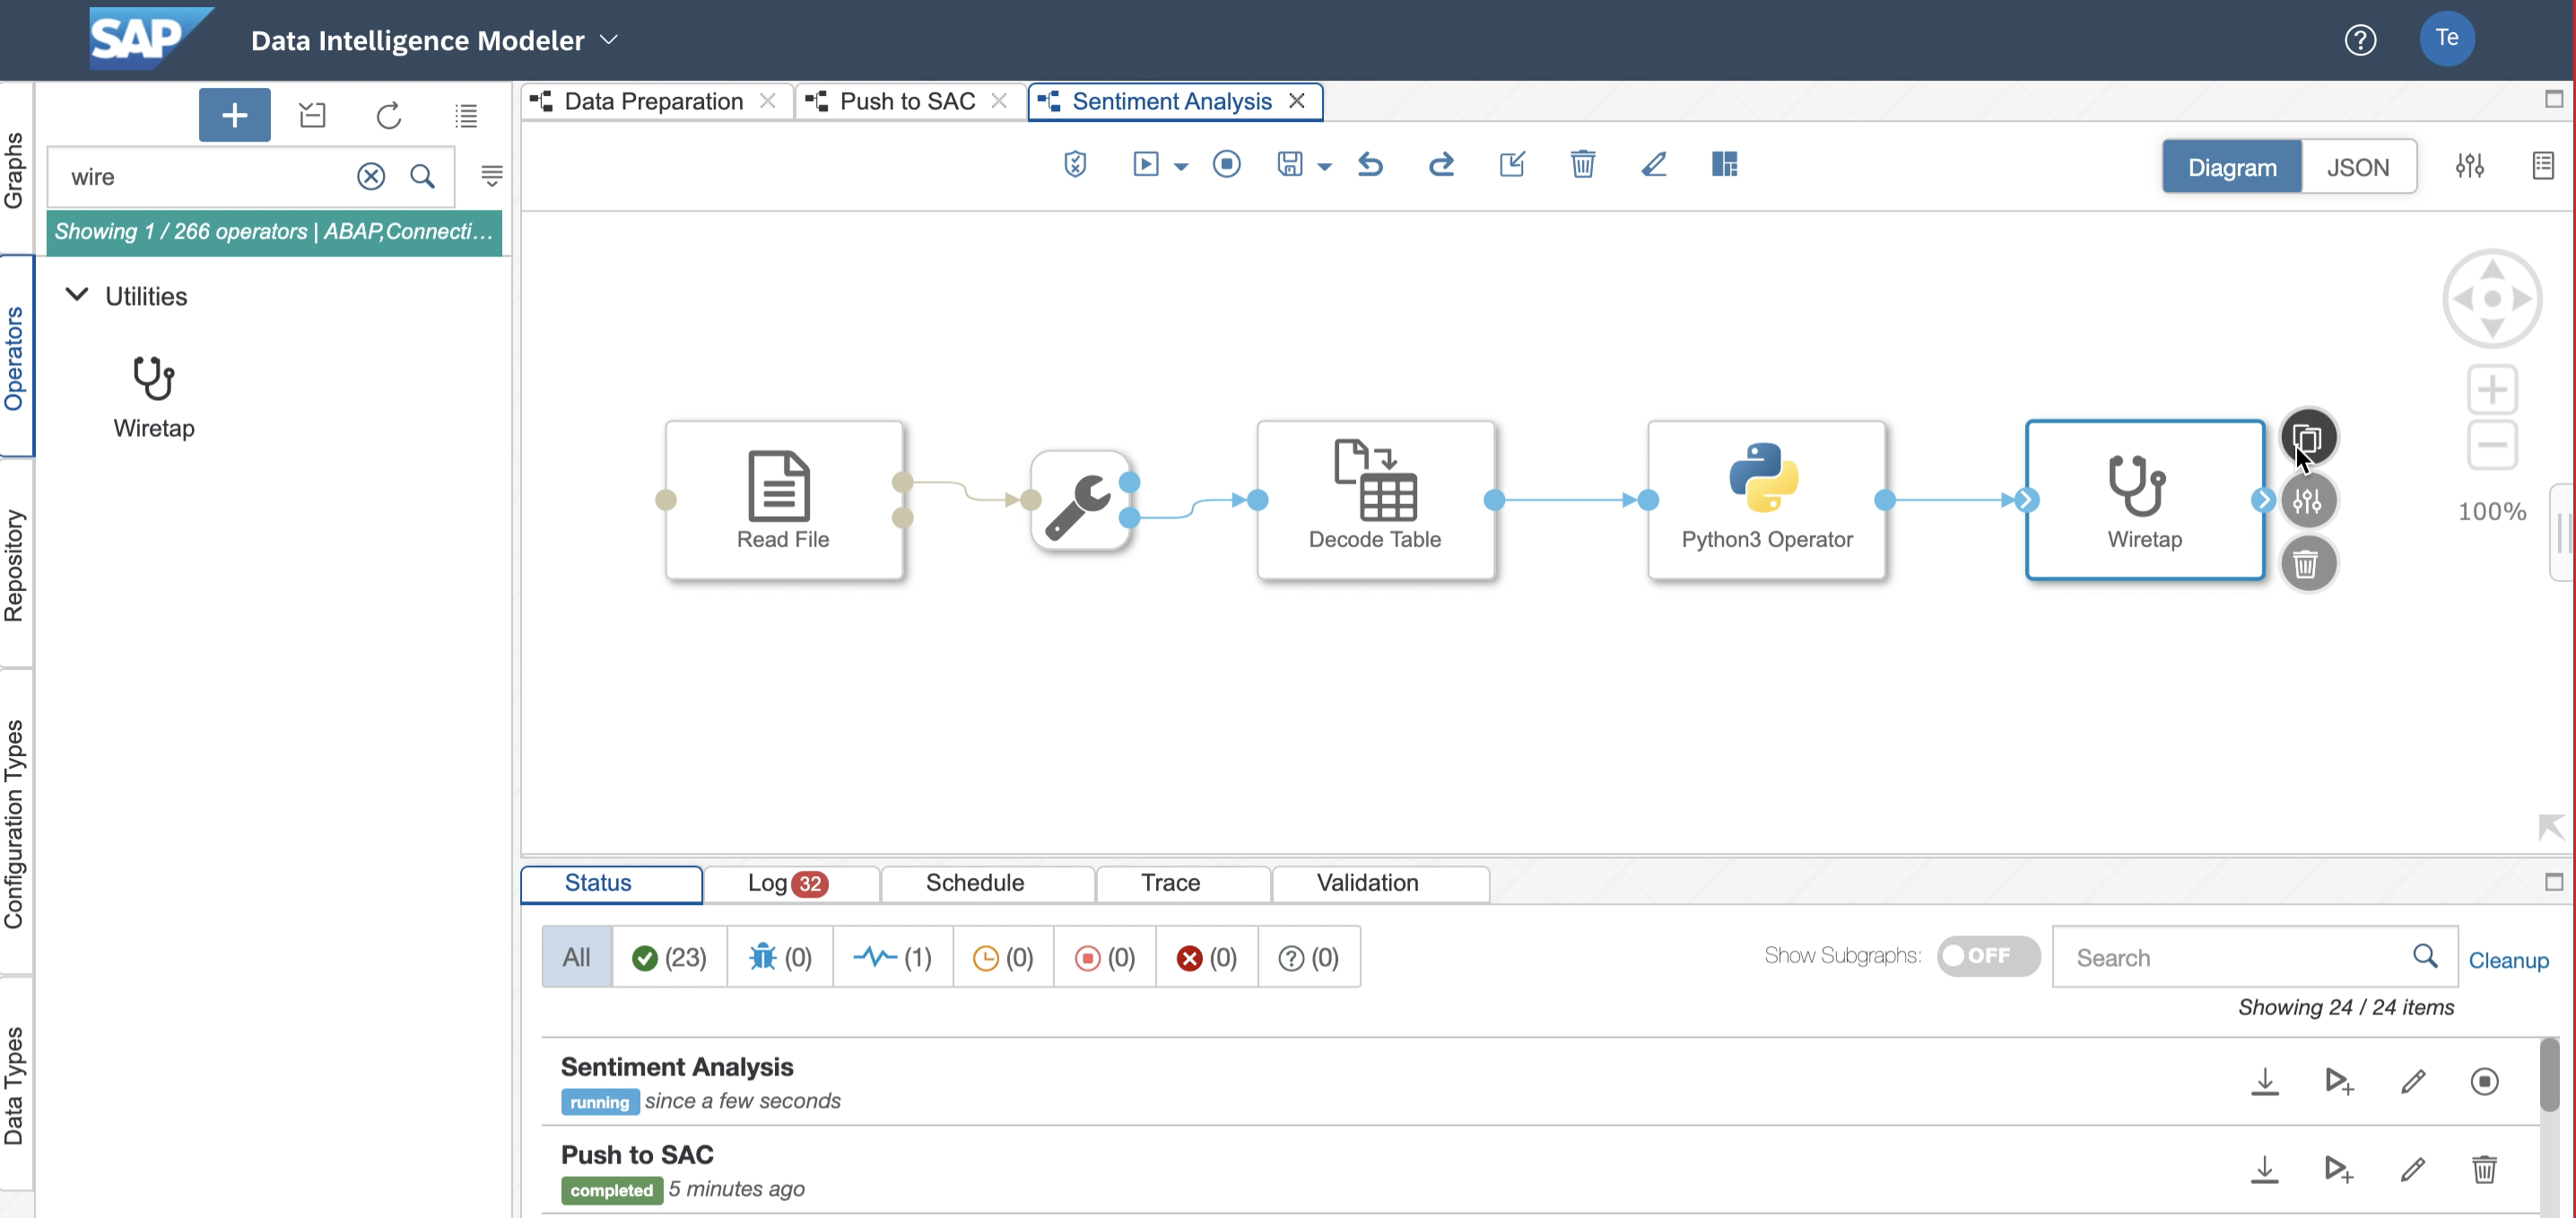 SAP
Data Intelligence Modeler
Te
Graphs
Operators
Repository
Configuration Types
Data Types
wire
Showing 1 / 266 operators | ABAP,Connecti...
Utilities
Wiretap
Data Preparation
Push to SAC
Sentiment Analysis
Diagram
JSON
Read File
Decode Table
Python3 Operator
Wiretap
100%
Status
Log 32
Schedule
Trace
Validation
All
(23)
(0)
(1)
(0)
(0)
(0)
(0)
Show Subgraphs:
OFF
Search
Cleanup
Showing 24 / 24 items
Sentiment Analysis
running since a few seconds
Push to SAC
completed 5 minutes ago